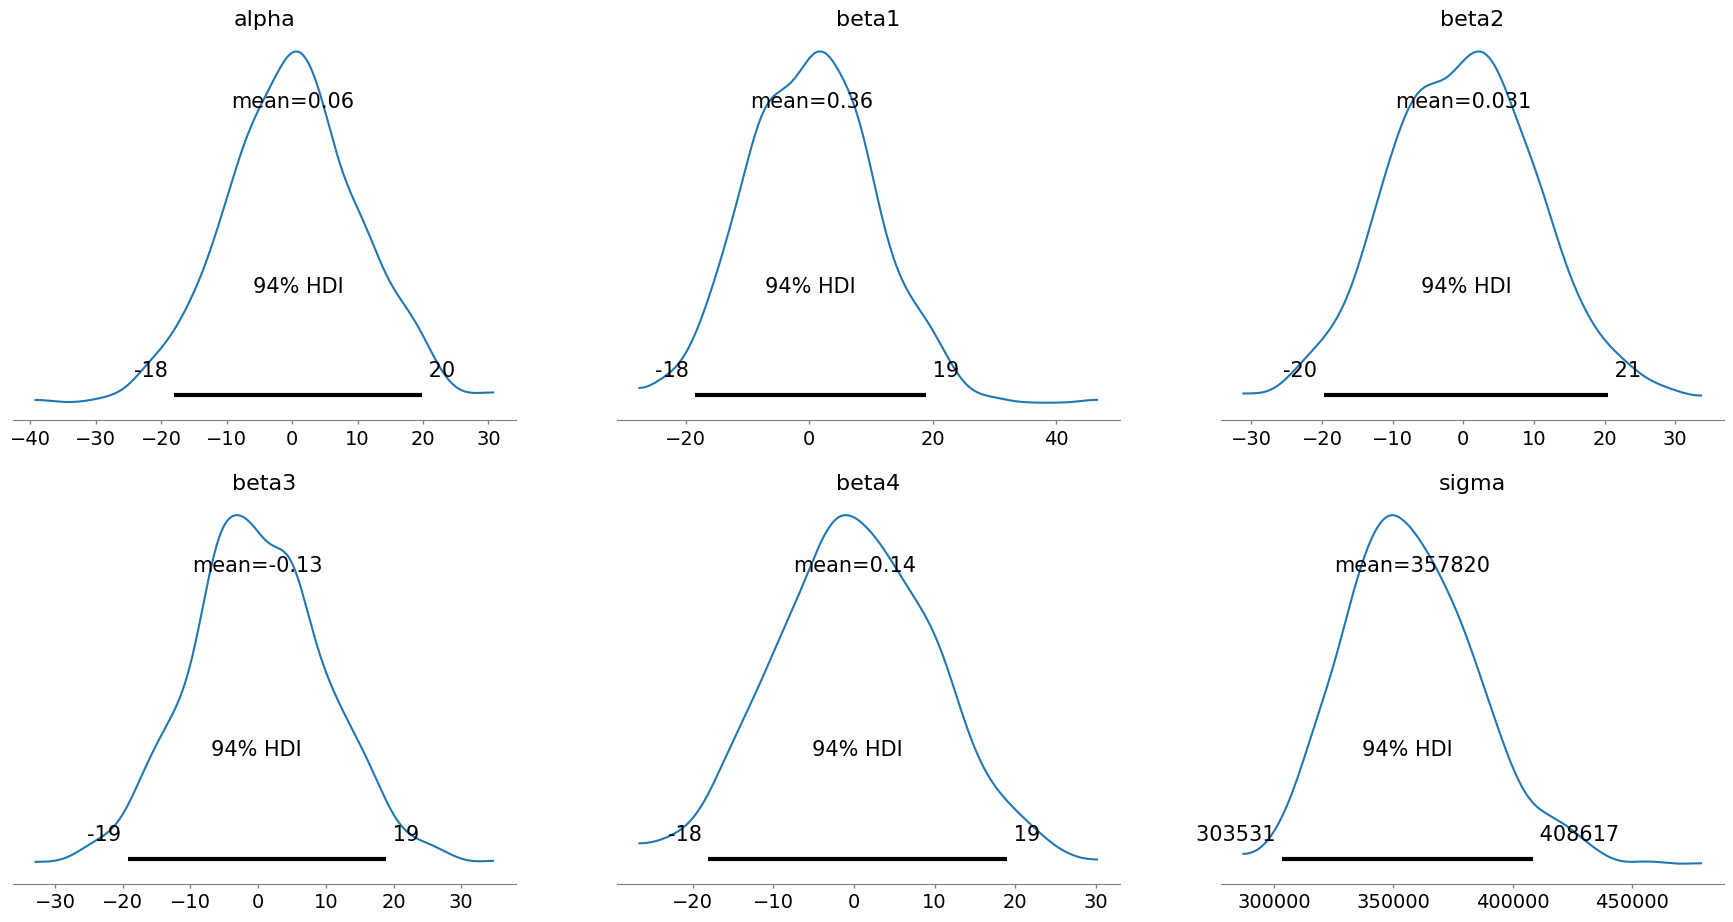 alpha
mean=0.06
94% HDI
-18 20
−40 −30 −20 −10 0 10 20 30
beta1
mean=0.36
94% HDI
-18 19
−20 0 20 40
beta2
mean=0.031
94% HDI
-20 21
−30 −20 −10 0 10 20 30
beta3
mean=-0.13
94% HDI
-19 19
−30 −20 −10 0 10 20 30
beta4
mean=0.14
94% HDI
-18 19
−20 −10 0 10 20 30
sigma
mean=357820
94% HDI
303531 408617
300000 350000 400000 450000